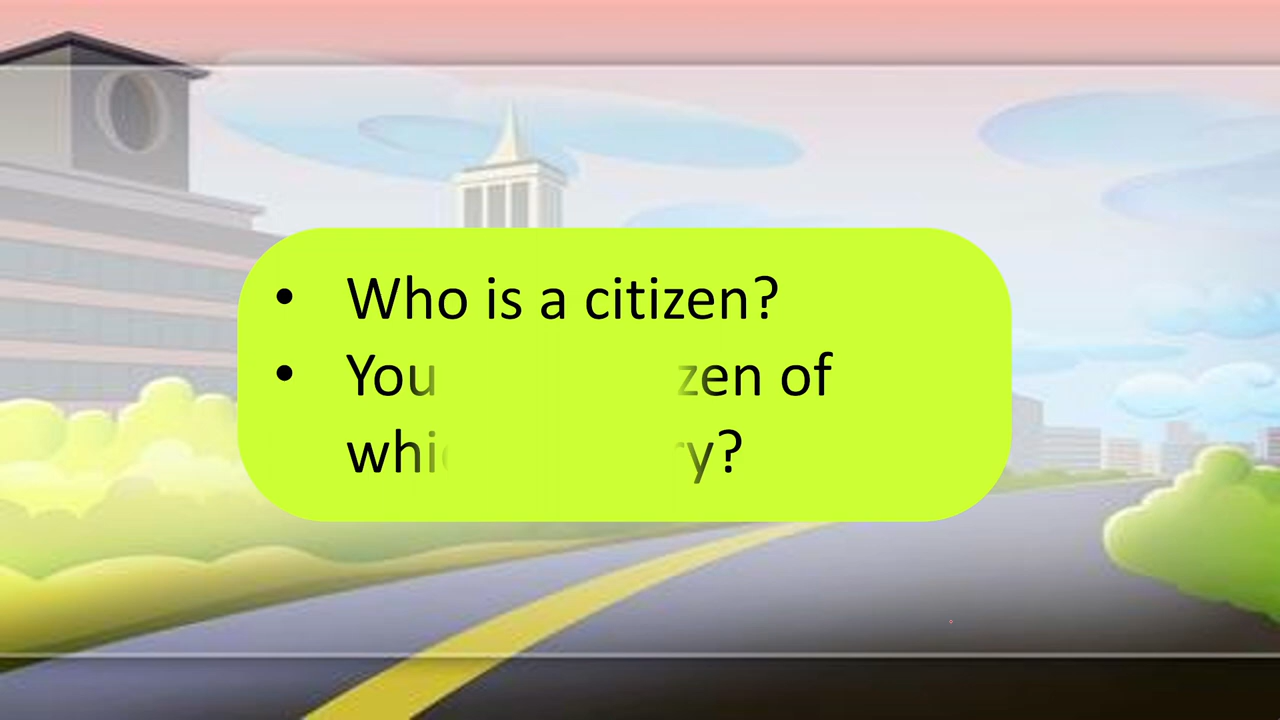 • Who is a citizen?
• You zen of
whi y?